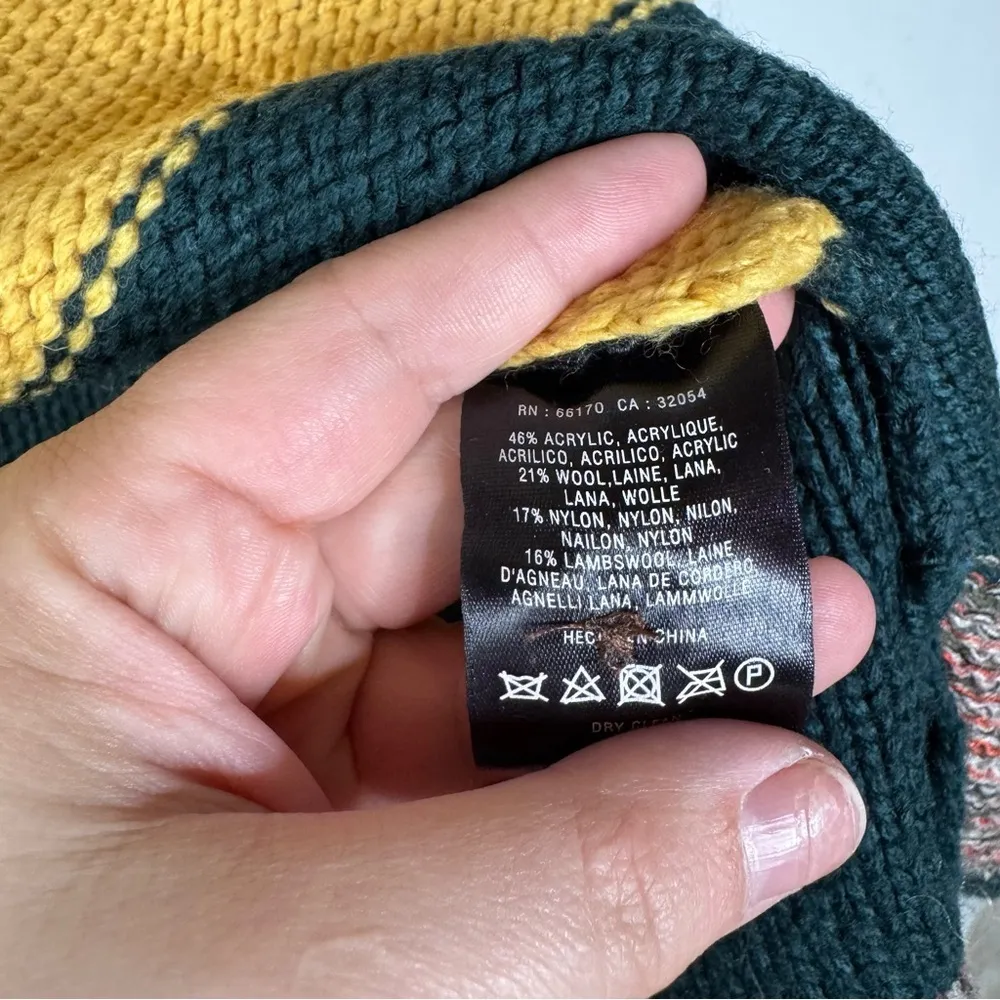 RN : 66170 CA : 32054
46% ACRYLIC, ACRYLIQUE,
ACRILICO, ACRILICO, ACRYLIC
21% WOOL,LAINE, LANA,
LANA, WOLLE
17% NYLON, NYLON, NILON,
NAILON, NYLON
16% LAMBSWOOL, LAINE
D'AGNEAU, LANA DE CORDERO,
AGNELLI LANA, LAMMWOLLE
CHINA
P
DRY CLEAN